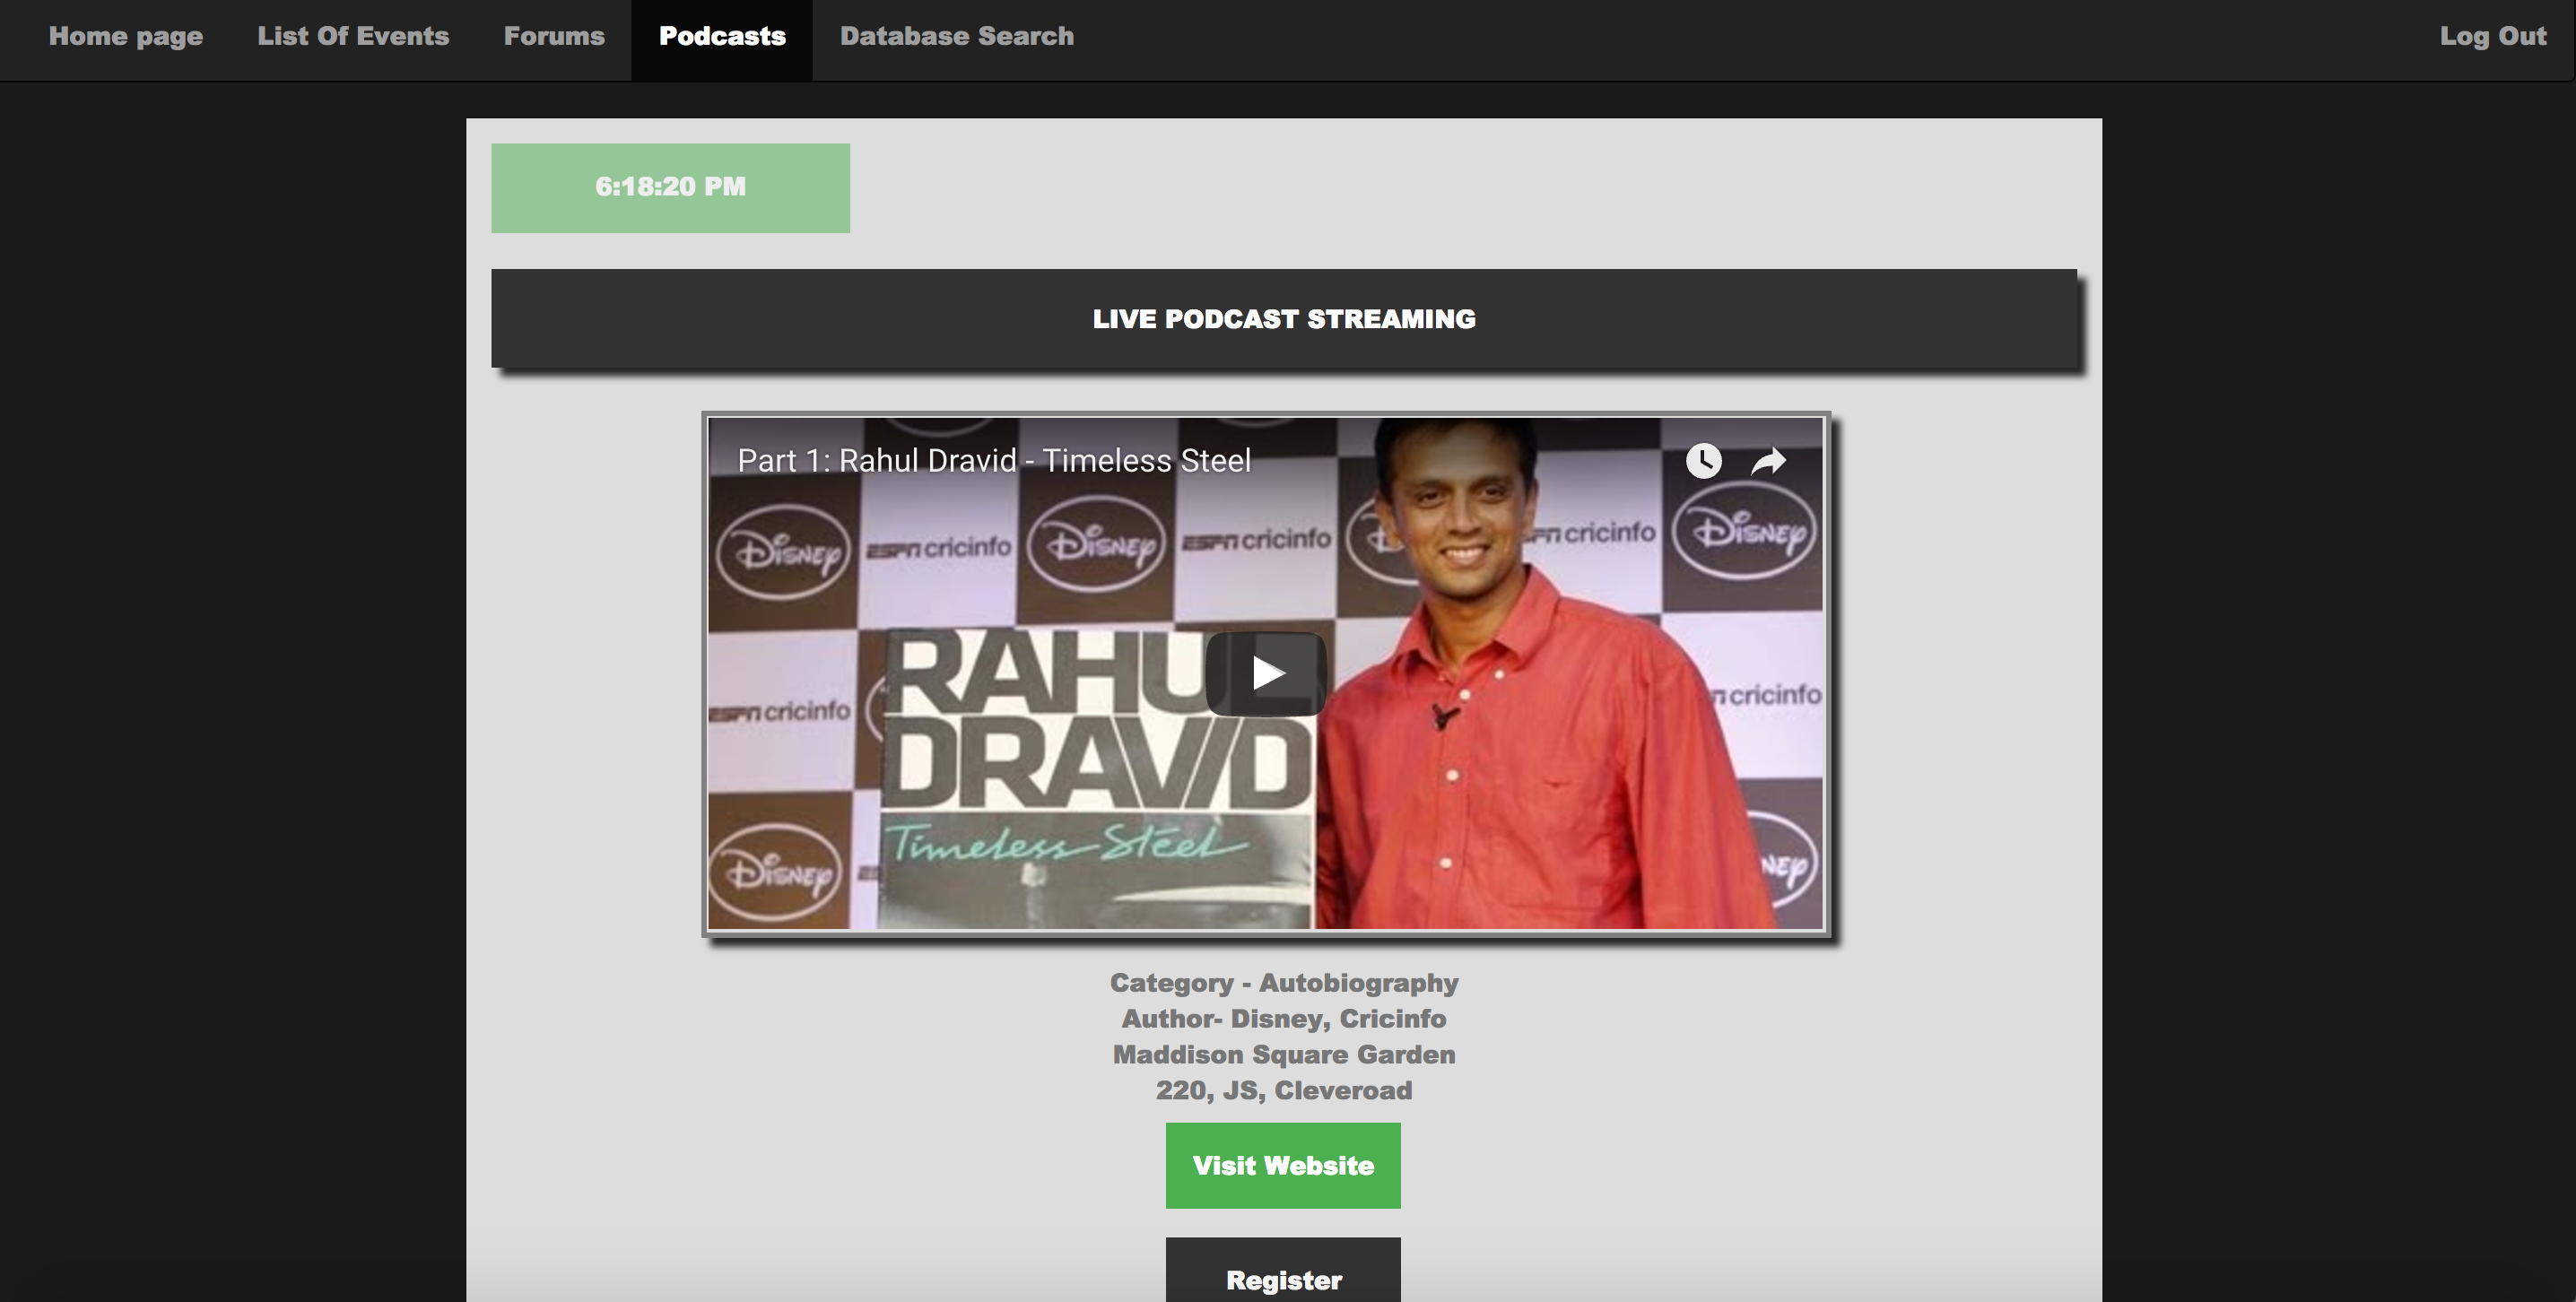 Home page List Of Events Forums Podcasts Database Search Log Out
6:18:20 PM
LIVE PODCAST STREAMING
Part 1: Rahul Dravid - Timeless Steel
Disney ESPN cricinfo Disney ESPN cricinfo cricinfo Disney
RAHUL
ESPN cricinfo cricinfo
DRAVID
Timeless Steel
Disney
Category - Autobiography
Author- Disney, Cricinfo
Maddison Square Garden
220, JS, Cleveroad
Visit Website
Register